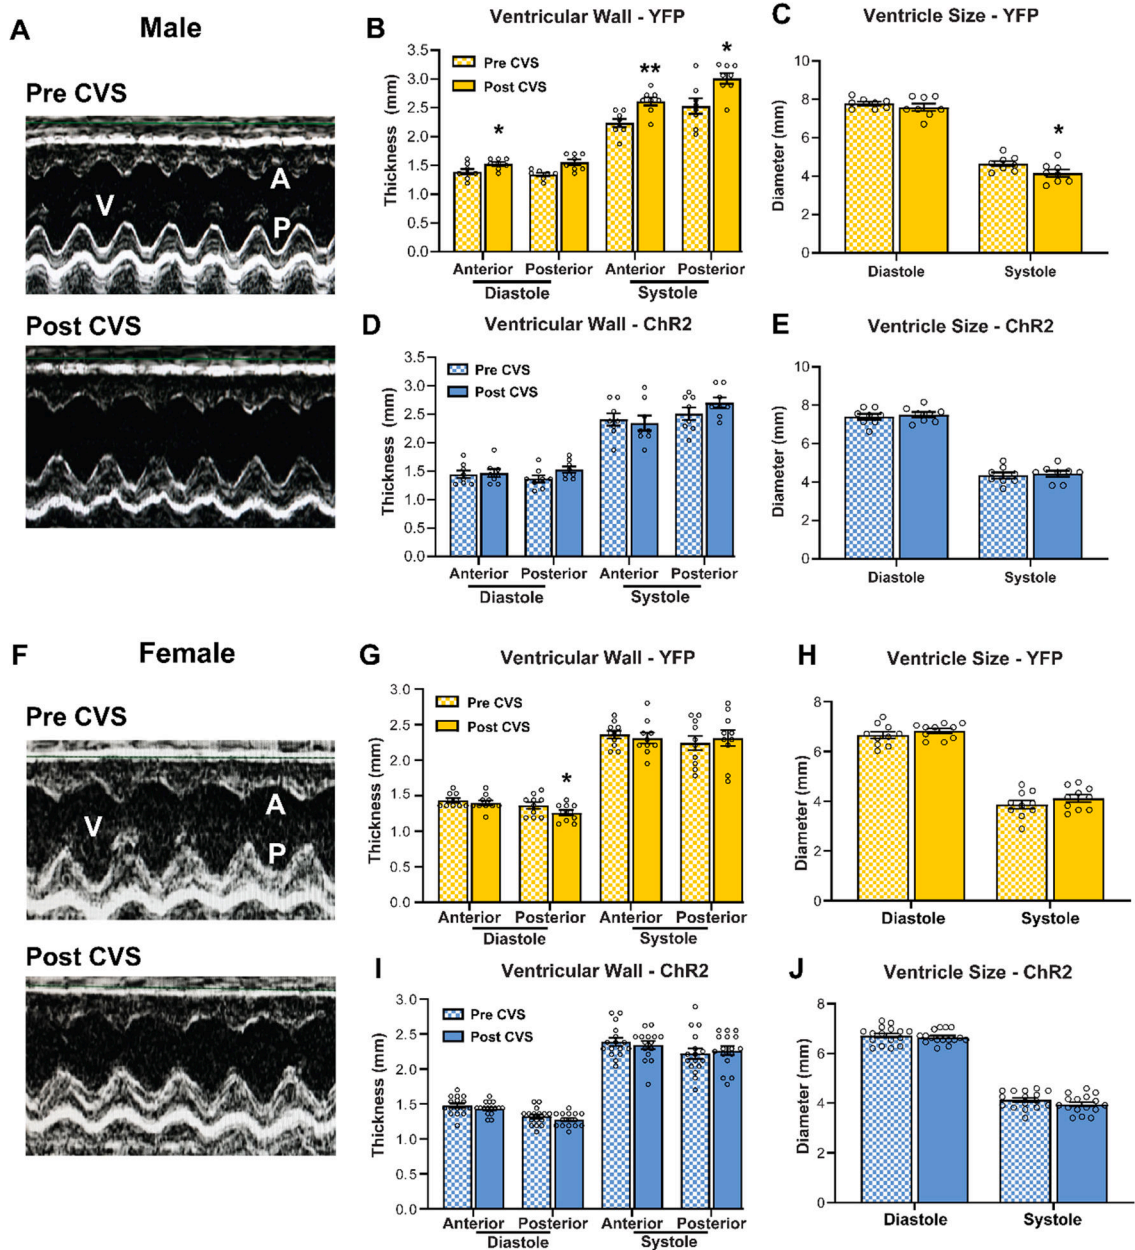 A Male
Pre CVS
A
V
P
Post CVS
B Ventricular Wall - YFP
Thickness (mm)
3.5
3.0
2.5
2.0
1.5
1.0
0.5
0.0
Pre CVS
Post CVS
*
**
*
Anterior Posterior Anterior Posterior
Diastole Systole
C Ventricle Size - YFP
Diameter (mm)
10
8
6
4
2
0
*
Diastole Systole
D Ventricular Wall - ChR2
Thickness (mm)
3.5
3.0
2.5
2.0
1.5
1.0
0.5
0.0
Pre CVS
Post CVS
Anterior Posterior Anterior Posterior
Diastole Systole
E Ventricle Size - ChR2
Diameter (mm)
10
8
6
4
2
0
Diastole Systole
F Female
Pre CVS
A
V
P
Post CVS
G Ventricular Wall - YFP
Thickness (mm)
3.0
2.5
2.0
1.5
1.0
0.5
0.0
Pre CVS
Post CVS
*
Anterior Posterior Anterior Posterior
Diastole Systole
H Ventricle Size - YFP
Diameter (mm)
8
6
4
2
0
Diastole Systole
I Ventricular Wall - ChR2
Thickness (mm)
3.0
2.5
2.0
1.5
1.0
0.5
0.0
Pre CVS
Post CVS
Anterior Posterior Anterior Posterior
Diastole Systole
J Ventricle Size - ChR2
Diameter (mm)
8
6
4
2
0
Diastole Systole